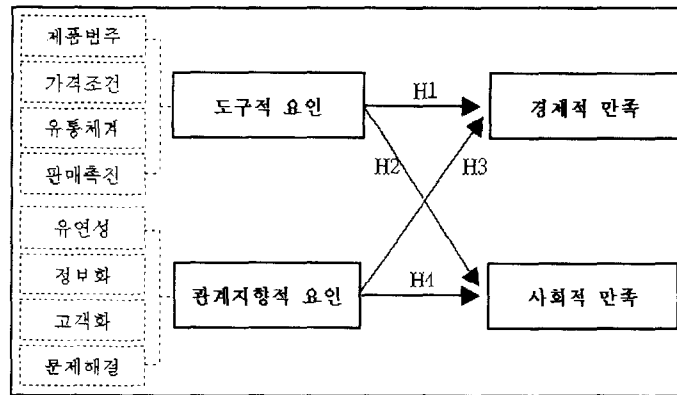 제품범주
가격조건
유통체계
판매촉진
도구적 요인
H1
경제적 만족
H2
H3
유연성
정보화
고객화
문제해결
관계지향적 요인
H4
사회적 만족